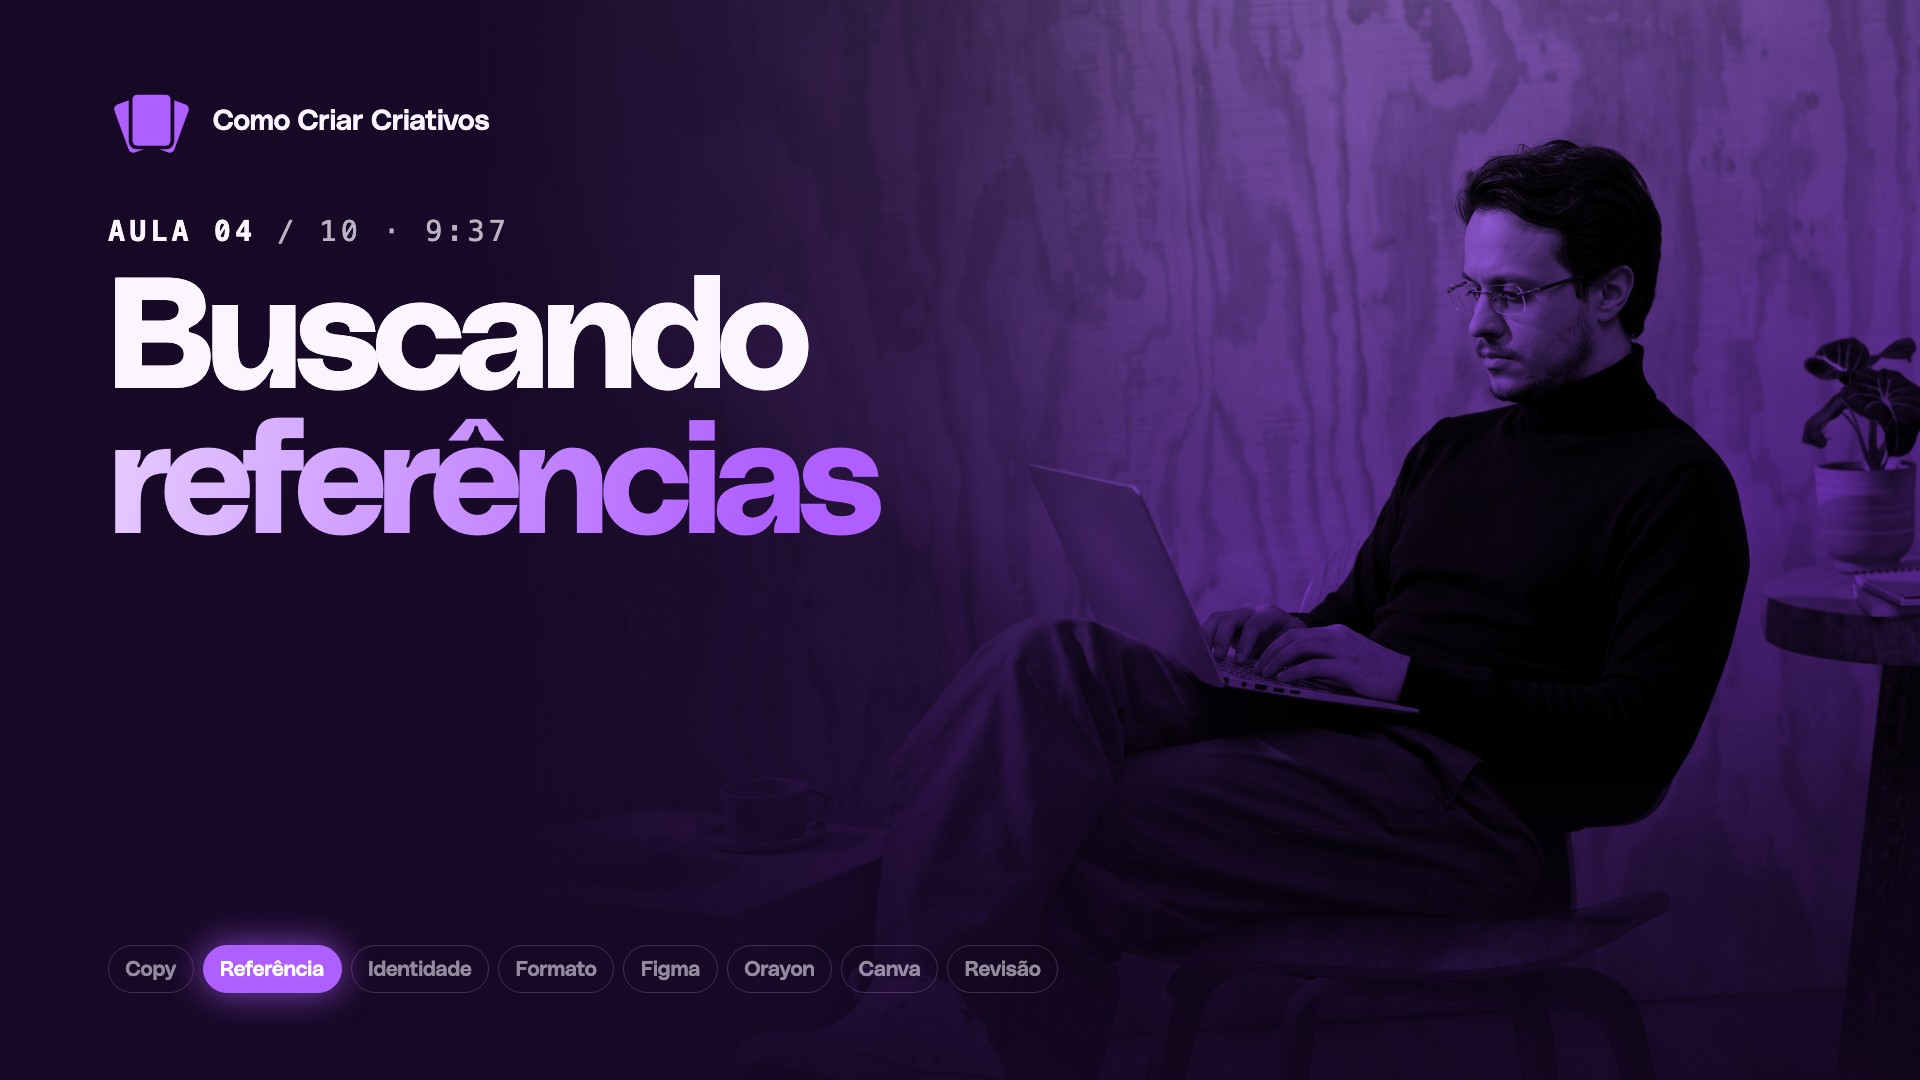 Como Criar Criativos
AULA 04 / 10 · 9:37
Buscando
referências
Copy Referência Identidade Formato Figma Orayon Canva Revisão